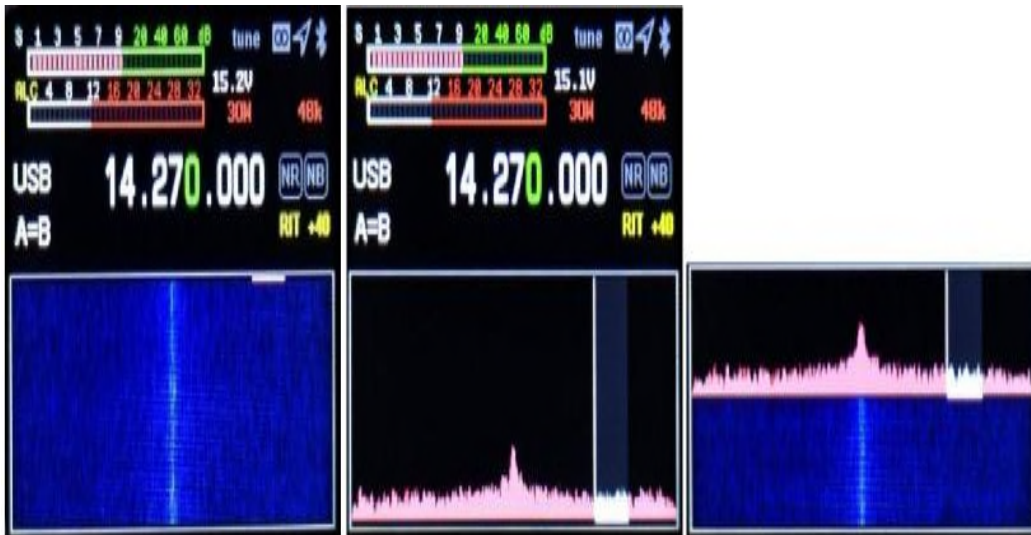 S 1 3 5 7 9 20 40 60 dB tune
ALC 4 8 12 16 20 24 28 32 15.2V
30M 48k
USB 14.270.000 NR NB
A=B RIT +40
S 1 3 5 7 9 20 40 60 dB tune
ALC 4 8 12 16 20 24 28 32 15.1V
30M 48k
USB 14.270.000 NR NB
A=B RIT +40